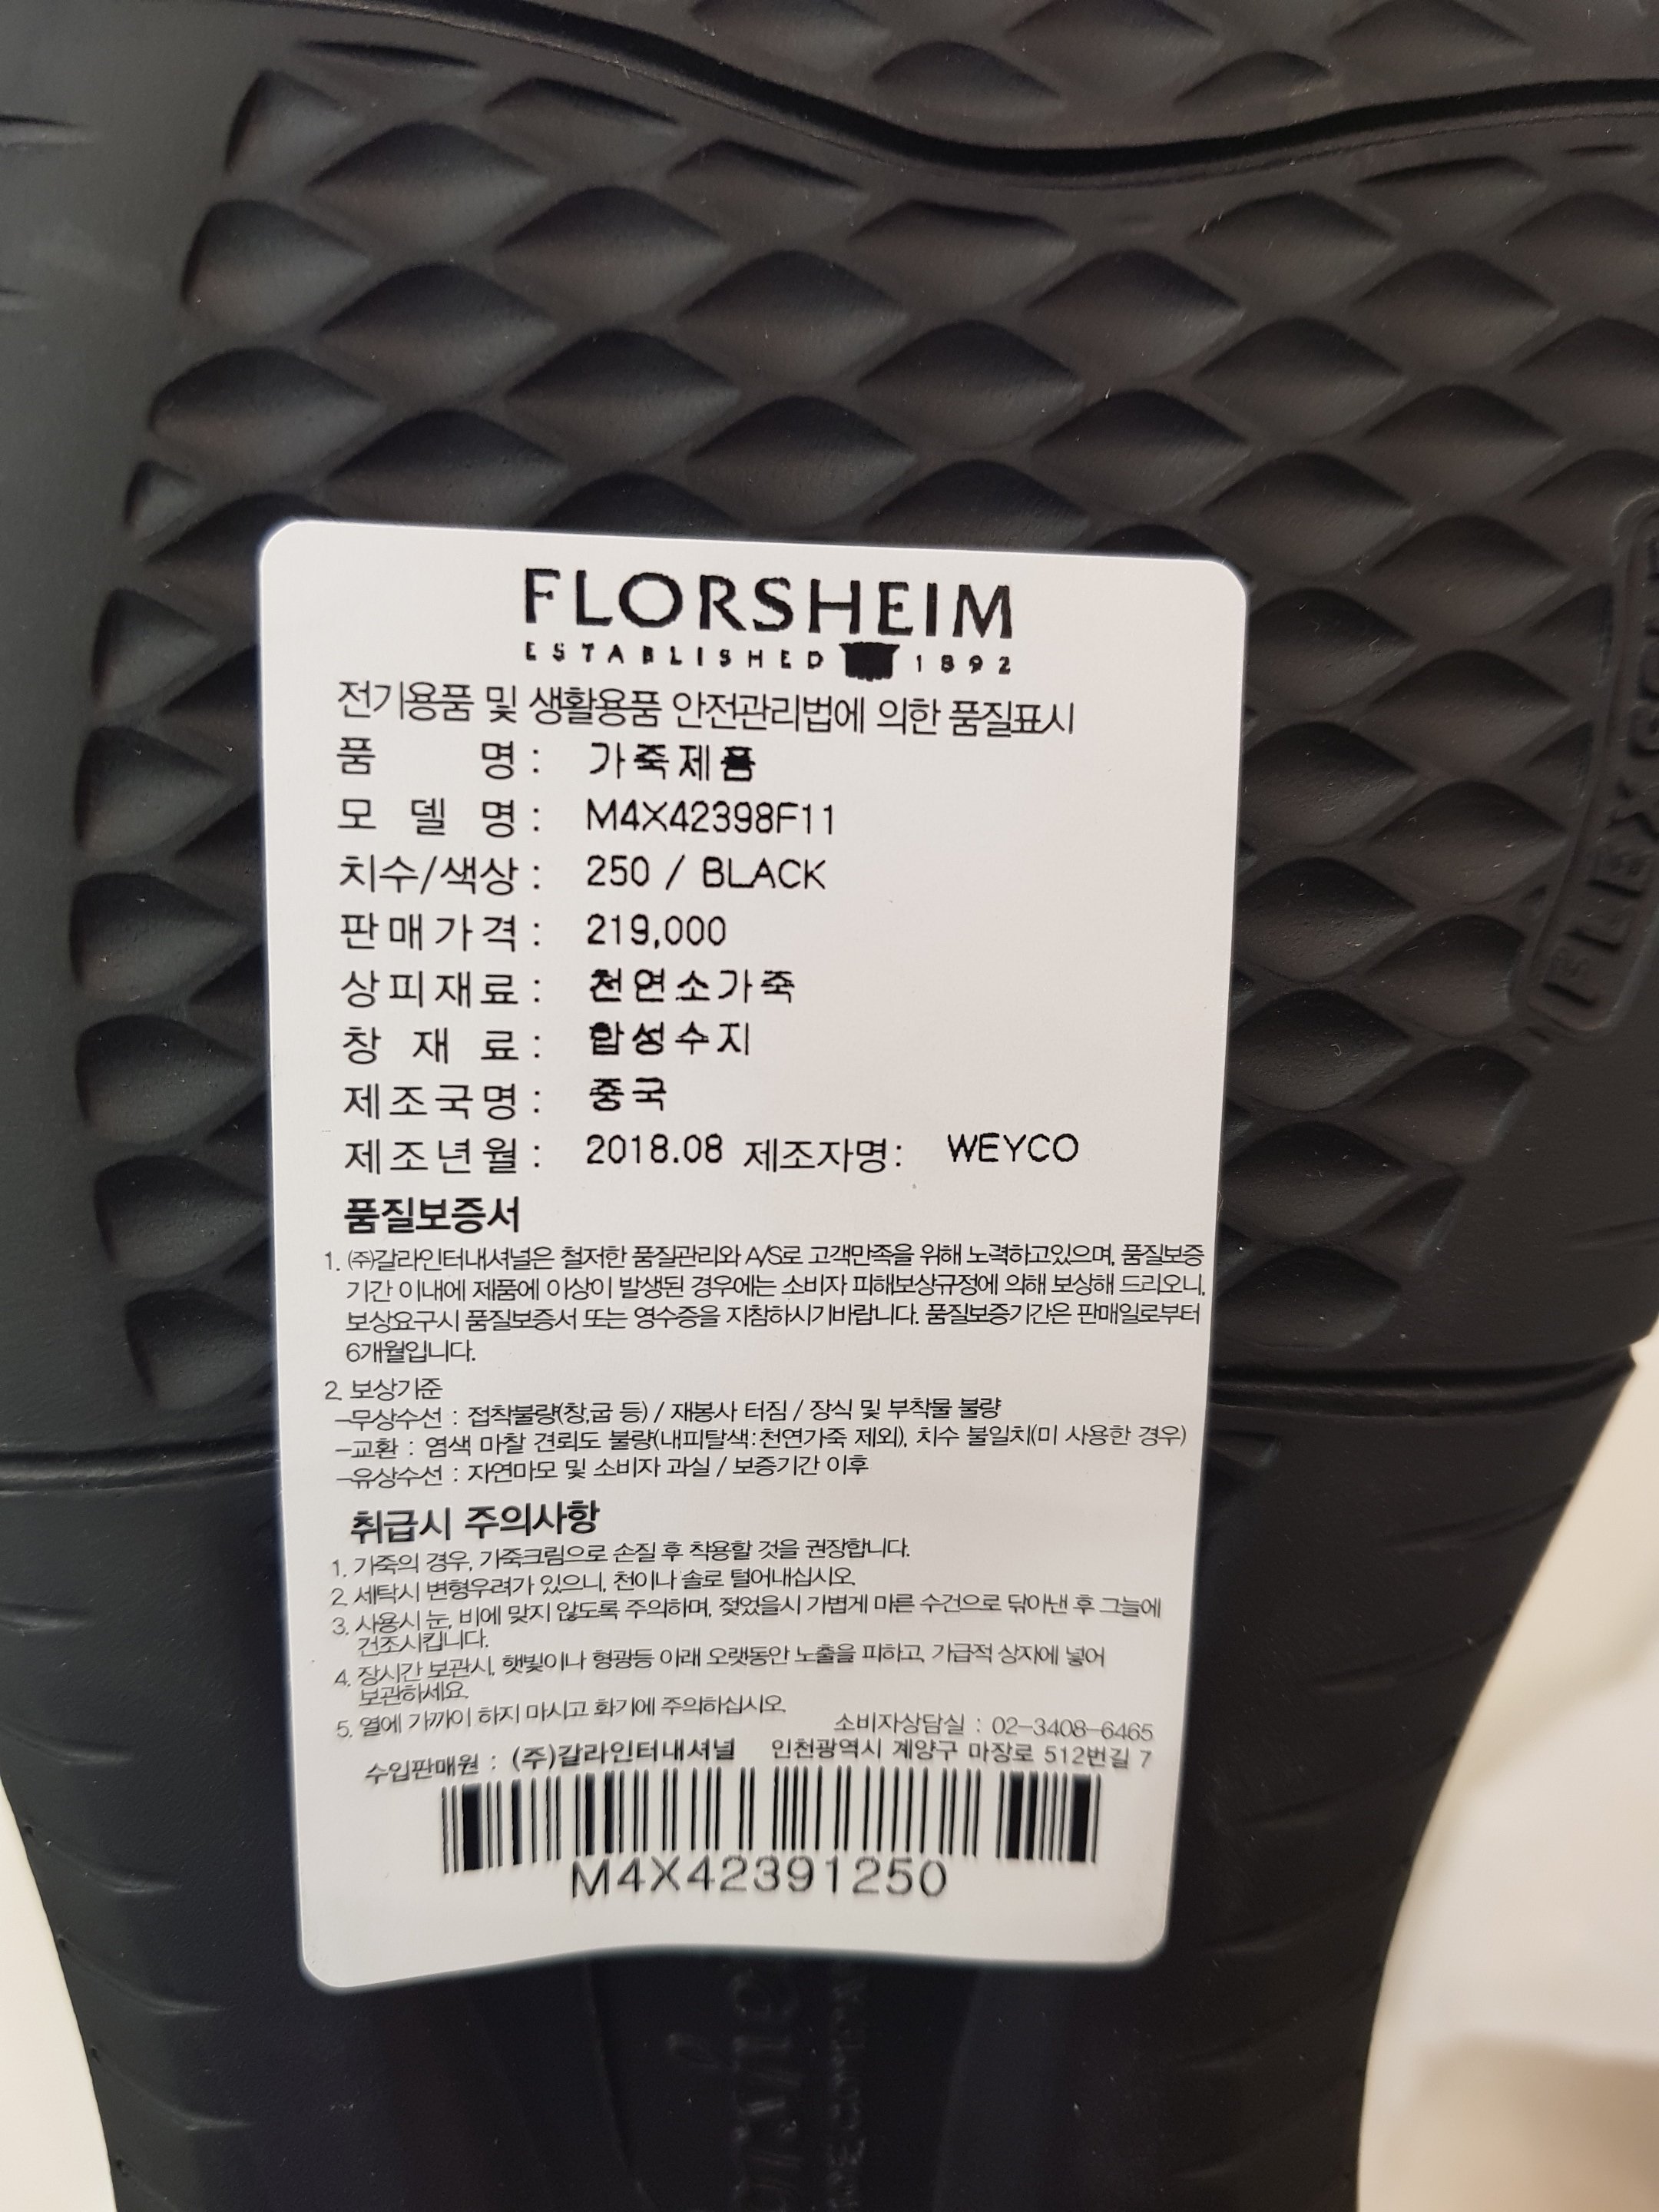 FLORSHEIM
ESTABLISHED 1892
전기용품 및 생활용품 안전관리법에 의한 품질표시
품 명 : 가죽제품
모 델 명 : M4X42398F11
치수/색상 : 250 / BLACK
판매가격 : 219,000
상피재료 : 천연소가죽
창 재 료 : 합성수지
제조국명 : 중국
제조년월 : 2018.08 제조자명: WEYCO
품질보증서
1. ㈜갈라인터내셔널은 철저한 품질관리와 A/S로 고객만족을 위해 노력하고있으며, 품질보증
기간 이내에 제품에 이상이 발생된 경우에는 소비자 피해보상규정에 의해 보상해 드리오니,
보상요구시 품질보증서 또는 영수증을 지참하시기바랍니다. 품질보증기간은 판매일로부터
6개월입니다.
2. 보상기준
-무상수선 : 접착불량(창,굽 등) / 재봉사 터짐 / 장식 및 부착물 불량
-교환 : 염색 마찰 견뢰도 불량(내피탈색:천연가죽 제외), 치수 불일치(미 사용한 경우)
-유상수선 : 자연마모 및 소비자 과실 / 보증기간 이후
취급시 주의사항
1. 가죽의 경우, 가죽크림으로 손질 후 착용할 것을 권장합니다.
2. 세탁시 변형우려가 있으니, 천이나 솔로 털어내십시오.
3. 사용시 눈, 비에 맞지 않도록 주의하며, 젖었을시 가볍게 마른 수건으로 닦아낸 후 그늘에
건조시킵니다.
4. 장시간 보관시, 햇빛이나 형광등 아래 오랫동안 노출을 피하고, 가급적 상자에 넣어
보관하세요.
5. 열에 가까이 하지 마시고 화기에 주의하십시오.
소비자상담실 : 02-3408-6465
수입판매원 : (주)갈라인터내셔널 인천광역시 계양구 마장로 512번길 7
M4X42391250